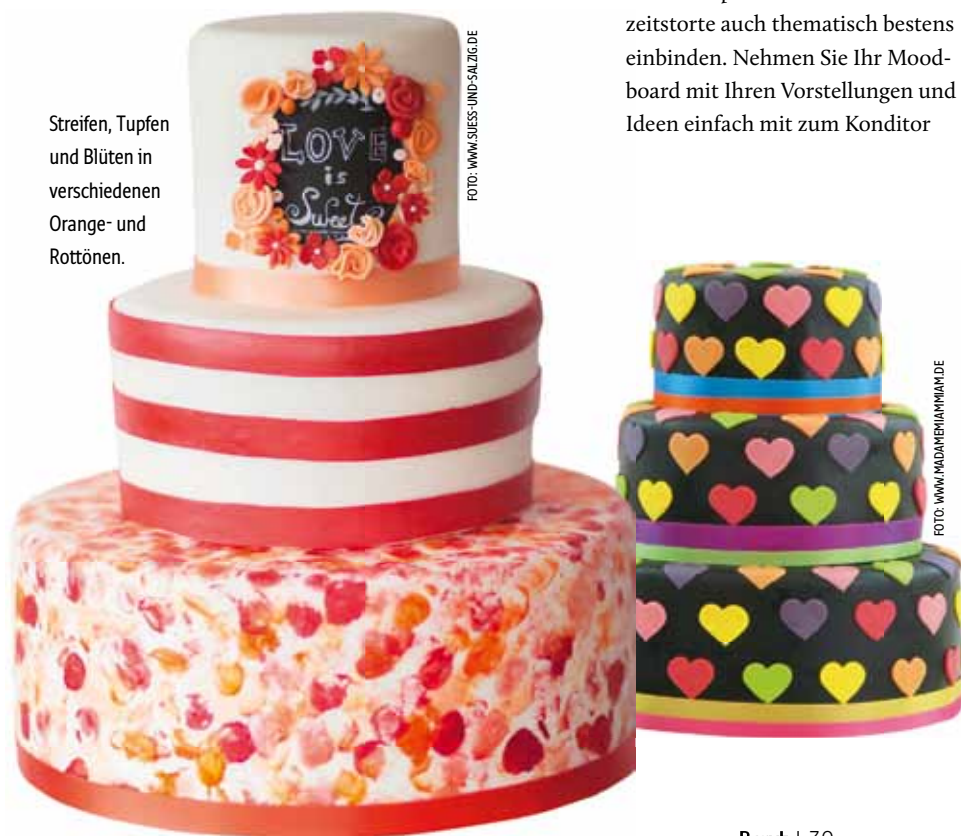 zeitstorte auch thematisch bestens
einbinden. Nehmen Sie Ihr Mood-
board mit Ihren Vorstellungen und
Ideen einfach mit zum Konditor
Streifen, Tupfen
und Blüten in
verschiedenen
Orange- und
Rottönen.
FOTO: WWW.SUESS-UND-SALZIG.DE
LOVE
is
Sweet
FOTO: WWW.MADAMEMIAMMIAM.DE